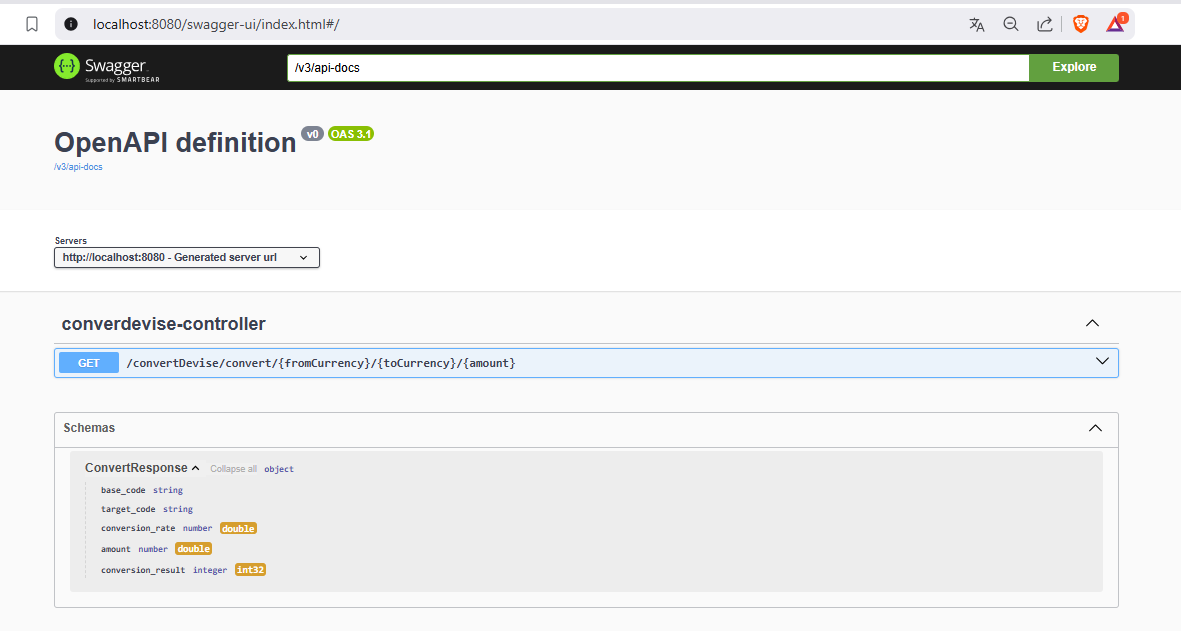 localhost:8080/swagger-ui/index.html#/
1
Swagger.
Supported by SMARTBEAR
/v3/api-docs
Explore
OpenAPI definition v0 OAS 3.1
/v3/api-docs
Servers
http://localhost:8080 - Generated server url
converdevise-controller
GET /convertDevise/convert/{fromCurrency}/{toCurrency}/{amount}
Schemas
ConvertResponse Collapse all object
base_code string
target_code string
conversion_rate number double
amount number double
conversion_result integer int32